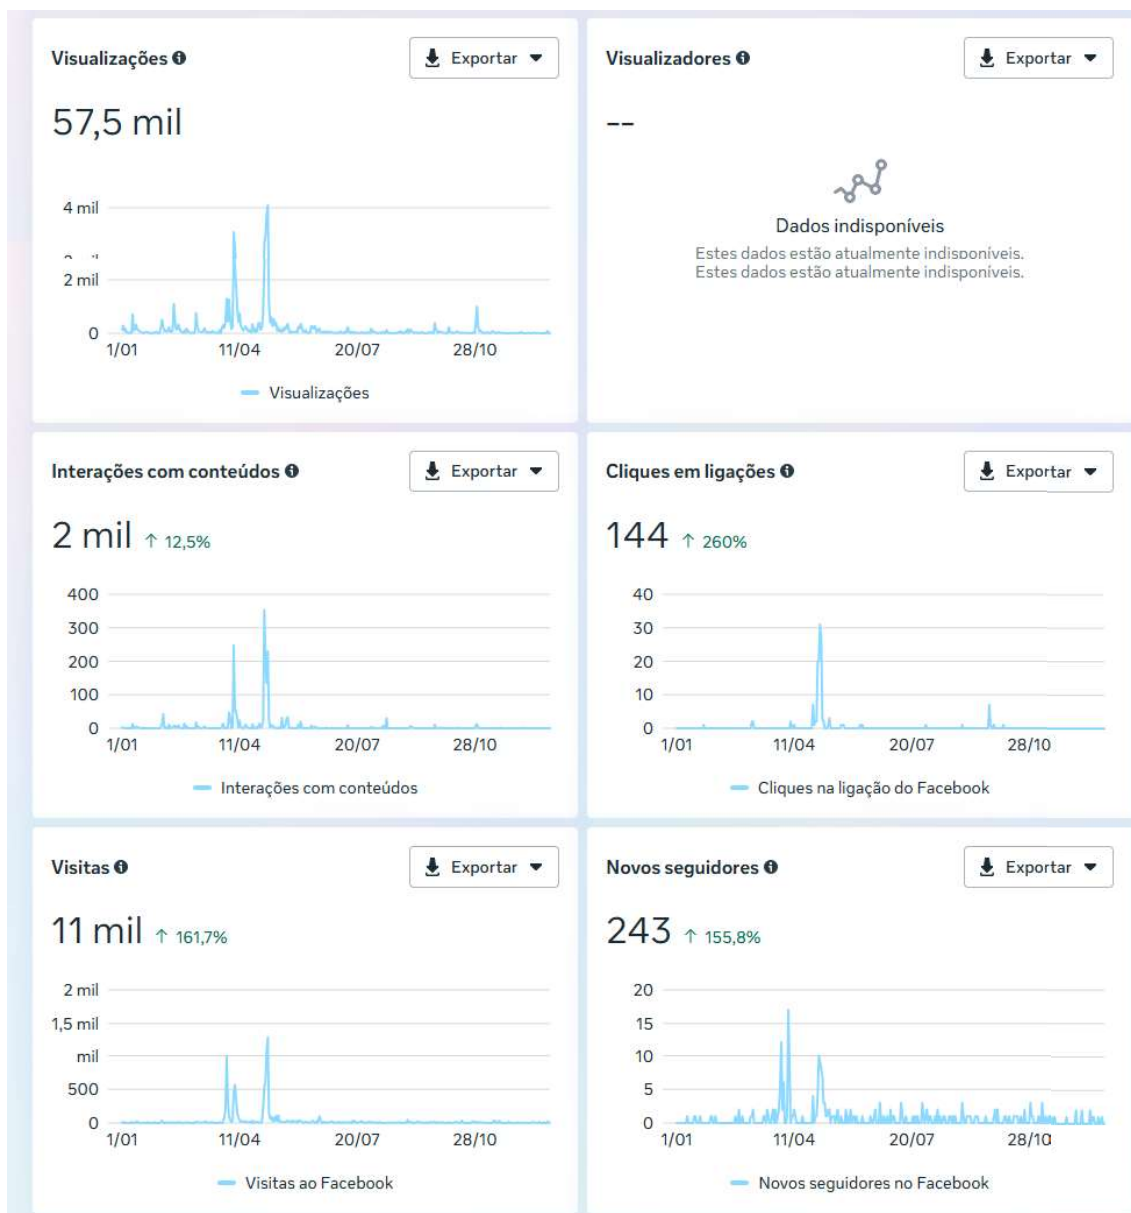 Visualizações
Exportar
57,5 mil
4 mil
2 mil
0
1/01 11/04 20/07 28/10
Visualizações
Visualizadores
Exportar
--
Dados indisponíveis
Estes dados estão atualmente indisponíveis.
Estes dados estão atualmente indisponíveis.
Interações com conteúdos
Exportar
2 mil ↑ 12,5%
400
300
200
100
0
1/01 11/04 20/07 28/10
Interações com conteúdos
Cliques em ligações
Exportar
144 ↑ 260%
40
30
20
10
0
1/01 11/04 20/07 28/10
Cliques na ligação do Facebook
Visitas
Exportar
11 mil ↑ 161,7%
2 mil
1,5 mil
mil
500
0
1/01 11/04 20/07 28/10
Visitas ao Facebook
Novos seguidores
Exportar
243 ↑ 155,8%
20
15
10
5
0
1/01 11/04 20/07 28/10
Novos seguidores no Facebook